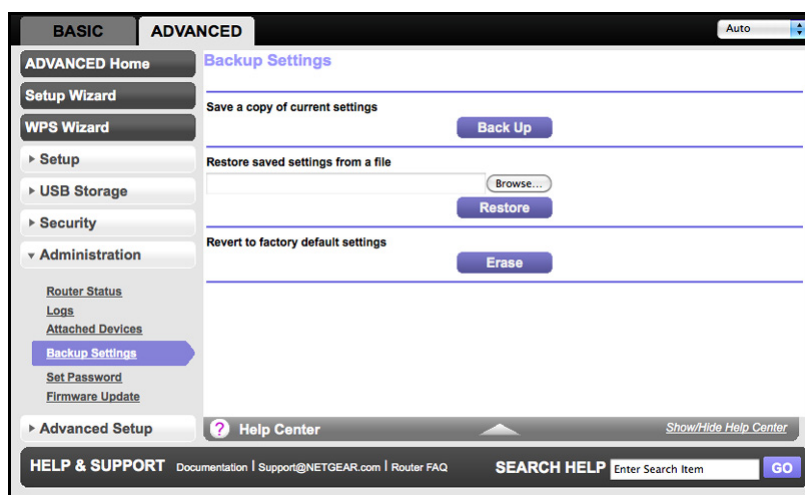 BASIC ADVANCED Auto
ADVANCED Home
Setup Wizard
WPS Wizard
Setup
USB Storage
Security
Administration
Router Status
Logs
Attached Devices
Backup Settings
Set Password
Firmware Update
Advanced Setup
Backup Settings
Save a copy of current settings
Back Up
Restore saved settings from a file
Browse...
Restore
Revert to factory default settings
Erase
? Help Center Show/Hide Help Center
HELP & SUPPORT Documentation | Support@NETGEAR.com | Router FAQ SEARCH HELP Enter Search Item GO